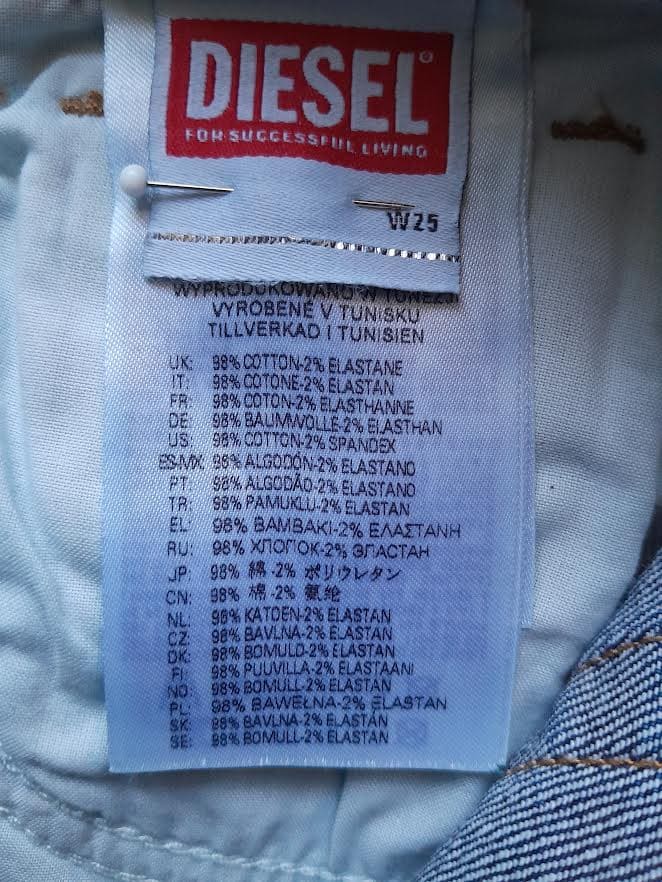 DIESEL®
FOR SUCCESSFUL LIVING
W25
WYPRODUKOWANO W TUNEZJI
VYROBENÉ V TUNISKU
TILLVERKAD I TUNISIEN
UK: 98% COTTON-2% ELASTANE
IT: 98% COTONE-2% ELASTAN
FR: 98% COTON-2% ELASTHANNE
DE: 98% BAUMWOLLE-2% ELASTHAN
US: 98% COTTON-2% SPANDEX
ES-MX: 98% ALGODÓN-2% ELASTANO
PT: 98% ALGODÃO-2% ELASTANO
TR: 98% PAMUKLU-2% ELASTAN
EL: 98% ΒΑΜΒΑΚΙ-2% ΕΛΑΣΤΑΝΗ
RU: 98% ХЛОПОК-2% ЭЛАСТАН
JP: 98% 綿 -2% ポリウレタン
CN: 98% 棉 -2% 氨纶
NL: 98% KATOEN-2% ELASTAN
CZ: 98% BAVLNA-2% ELASTAN
DK: 98% BOMULD-2% ELASTAN
FI: 98% PUUVILLA-2% ELASTAANI
NO: 98% BOMULL-2% ELASTAN
PL: 98% BAWEŁNA-2% ELASTAN
SK: 98% BAVLNA-2% ELASTÁN
SE: 98% BOMULL-2% ELASTAN